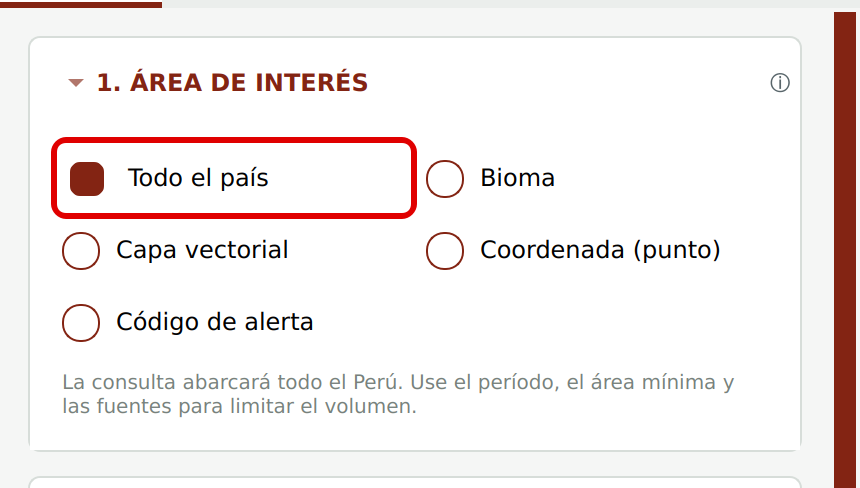 1. ÁREA DE INTERÉS
Todo el país
Bioma
Capa vectorial
Coordenada (punto)
Código de alerta
La consulta abarcará todo el Perú. Use el período, el área mínima y
las fuentes para limitar el volumen.